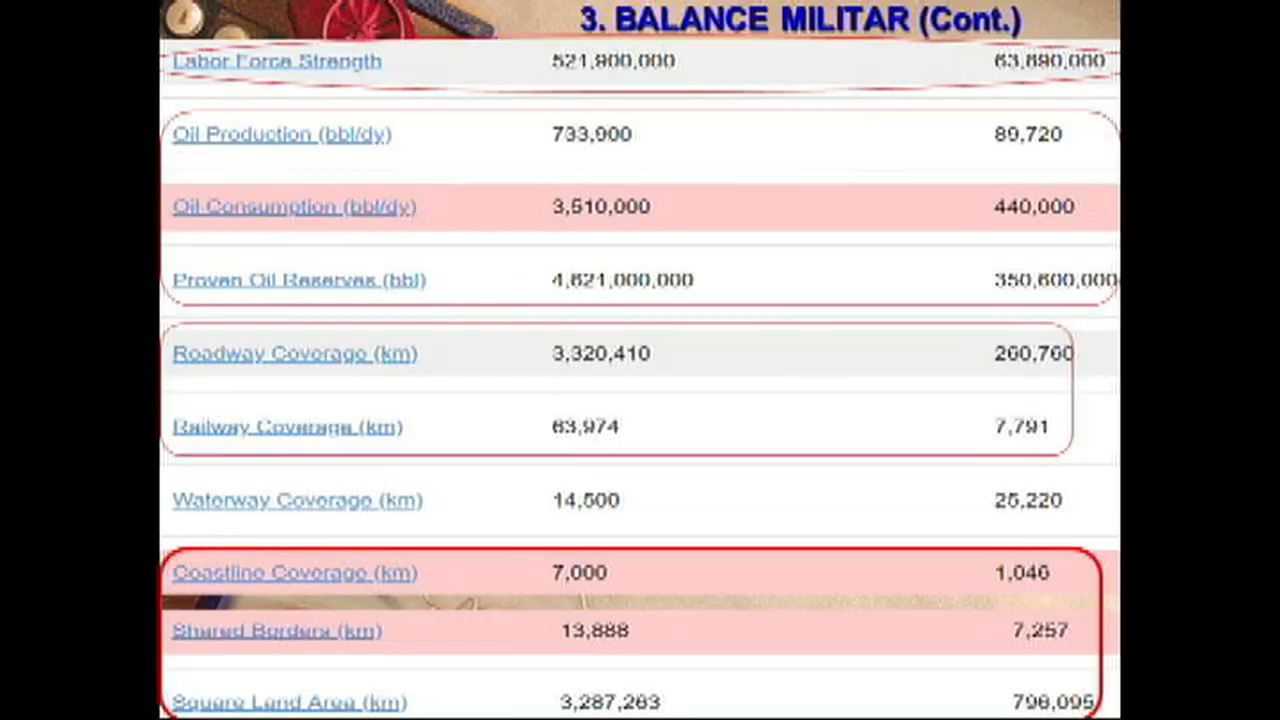 3. BALANCE MILITAR (Cont.)
Labor Force Strength 521,900,000 63,890,000
Oil Production (bbl/dy) 733,900 89,720
Oil Consumption (bbl/dy) 3,510,000 440,000
Proven Oil Reserves (bbl) 4,621,000,000 350,600,000
Roadway Coverage (km) 3,320,410 260,760
Railway Coverage (km) 63,974 7,791
Waterway Coverage (km) 14,500 25,220
Coastline Coverage (km) 7,000 1,046
Shared Borders (km) 13,888 7,257
Square Land Area (km) 3,287,263 796,095